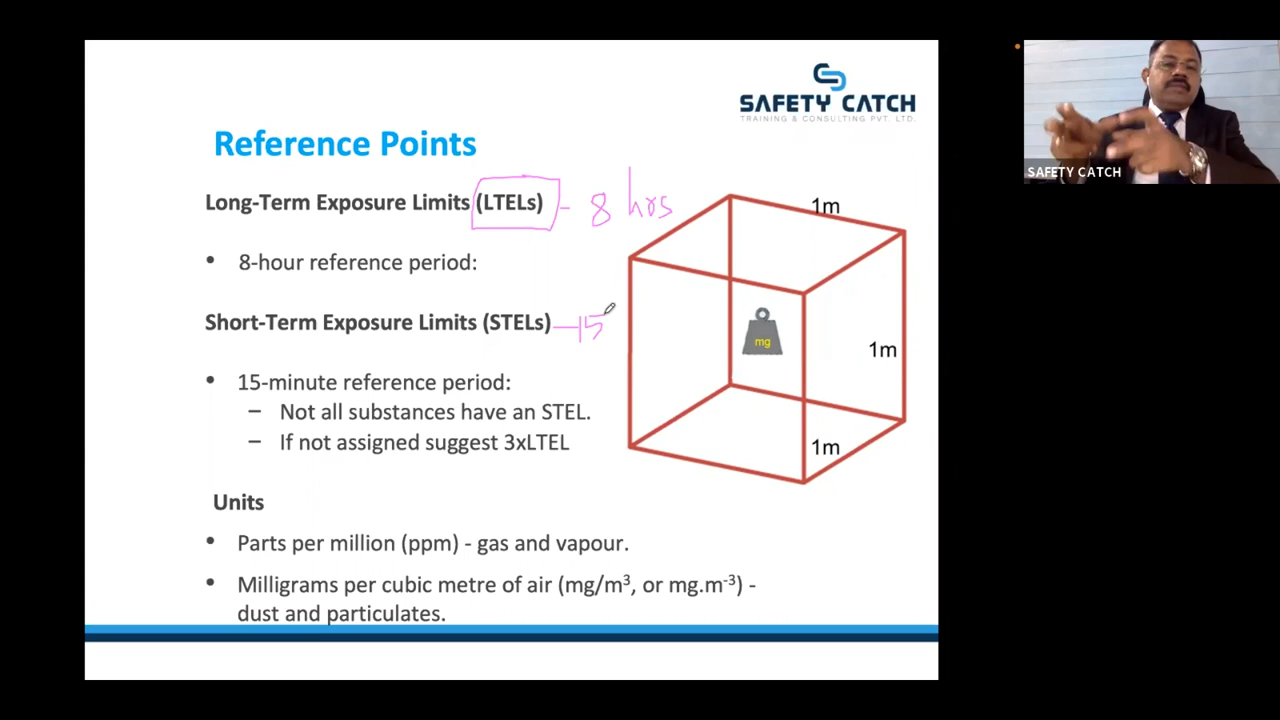 SAFETY CATCH
TRAINING & CONSULTING PVT. LTD.
SAFETY CATCH
Reference Points
Long-Term Exposure Limits (LTELs) - 8 hrs
1m
• 8-hour reference period:
Short-Term Exposure Limits (STELs) - 15
mg
1m
• 15-minute reference period:
– Not all substances have an STEL.
– If not assigned suggest 3xLTEL
1m
Units
• Parts per million (ppm) - gas and vapour.
• Milligrams per cubic metre of air (mg/m³, or mg.m⁻³) -
dust and particulates.